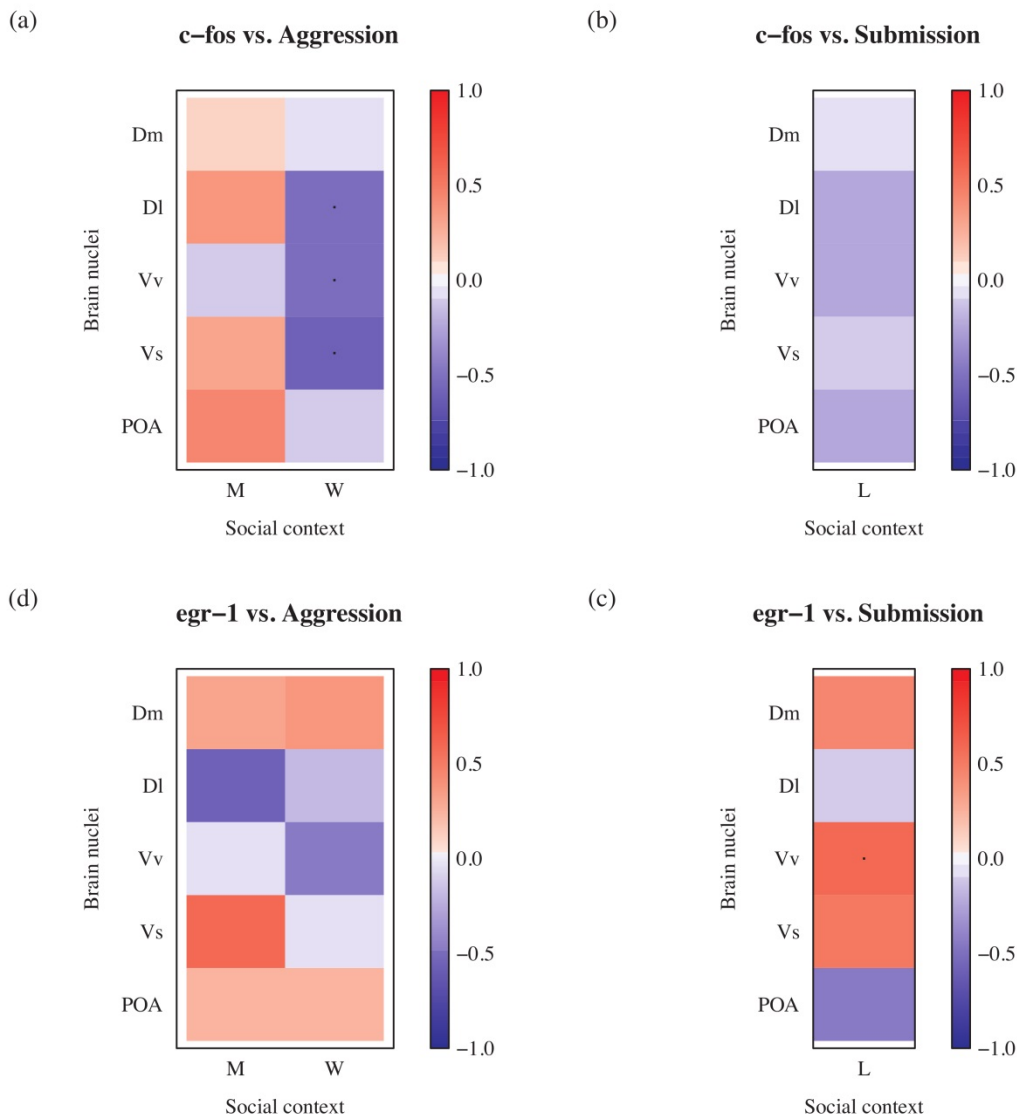 (a)
c−fos vs. Aggression
Brain nuclei
Dm
Dl
Vv
Vs
POA
M W
Social context
1.0
0.5
0.0
−0.5
−1.0
(b)
c−fos vs. Submission
Brain nuclei
Dm
Dl
Vv
Vs
POA
L
Social context
1.0
0.5
0.0
−0.5
−1.0
(d)
egr−1 vs. Aggression
Brain nuclei
Dm
Dl
Vv
Vs
POA
M W
Social context
1.0
0.5
0.0
−0.5
−1.0
(c)
egr−1 vs. Submission
Brain nuclei
Dm
Dl
Vv
Vs
POA
L
Social context
1.0
0.5
0.0
−0.5
−1.0